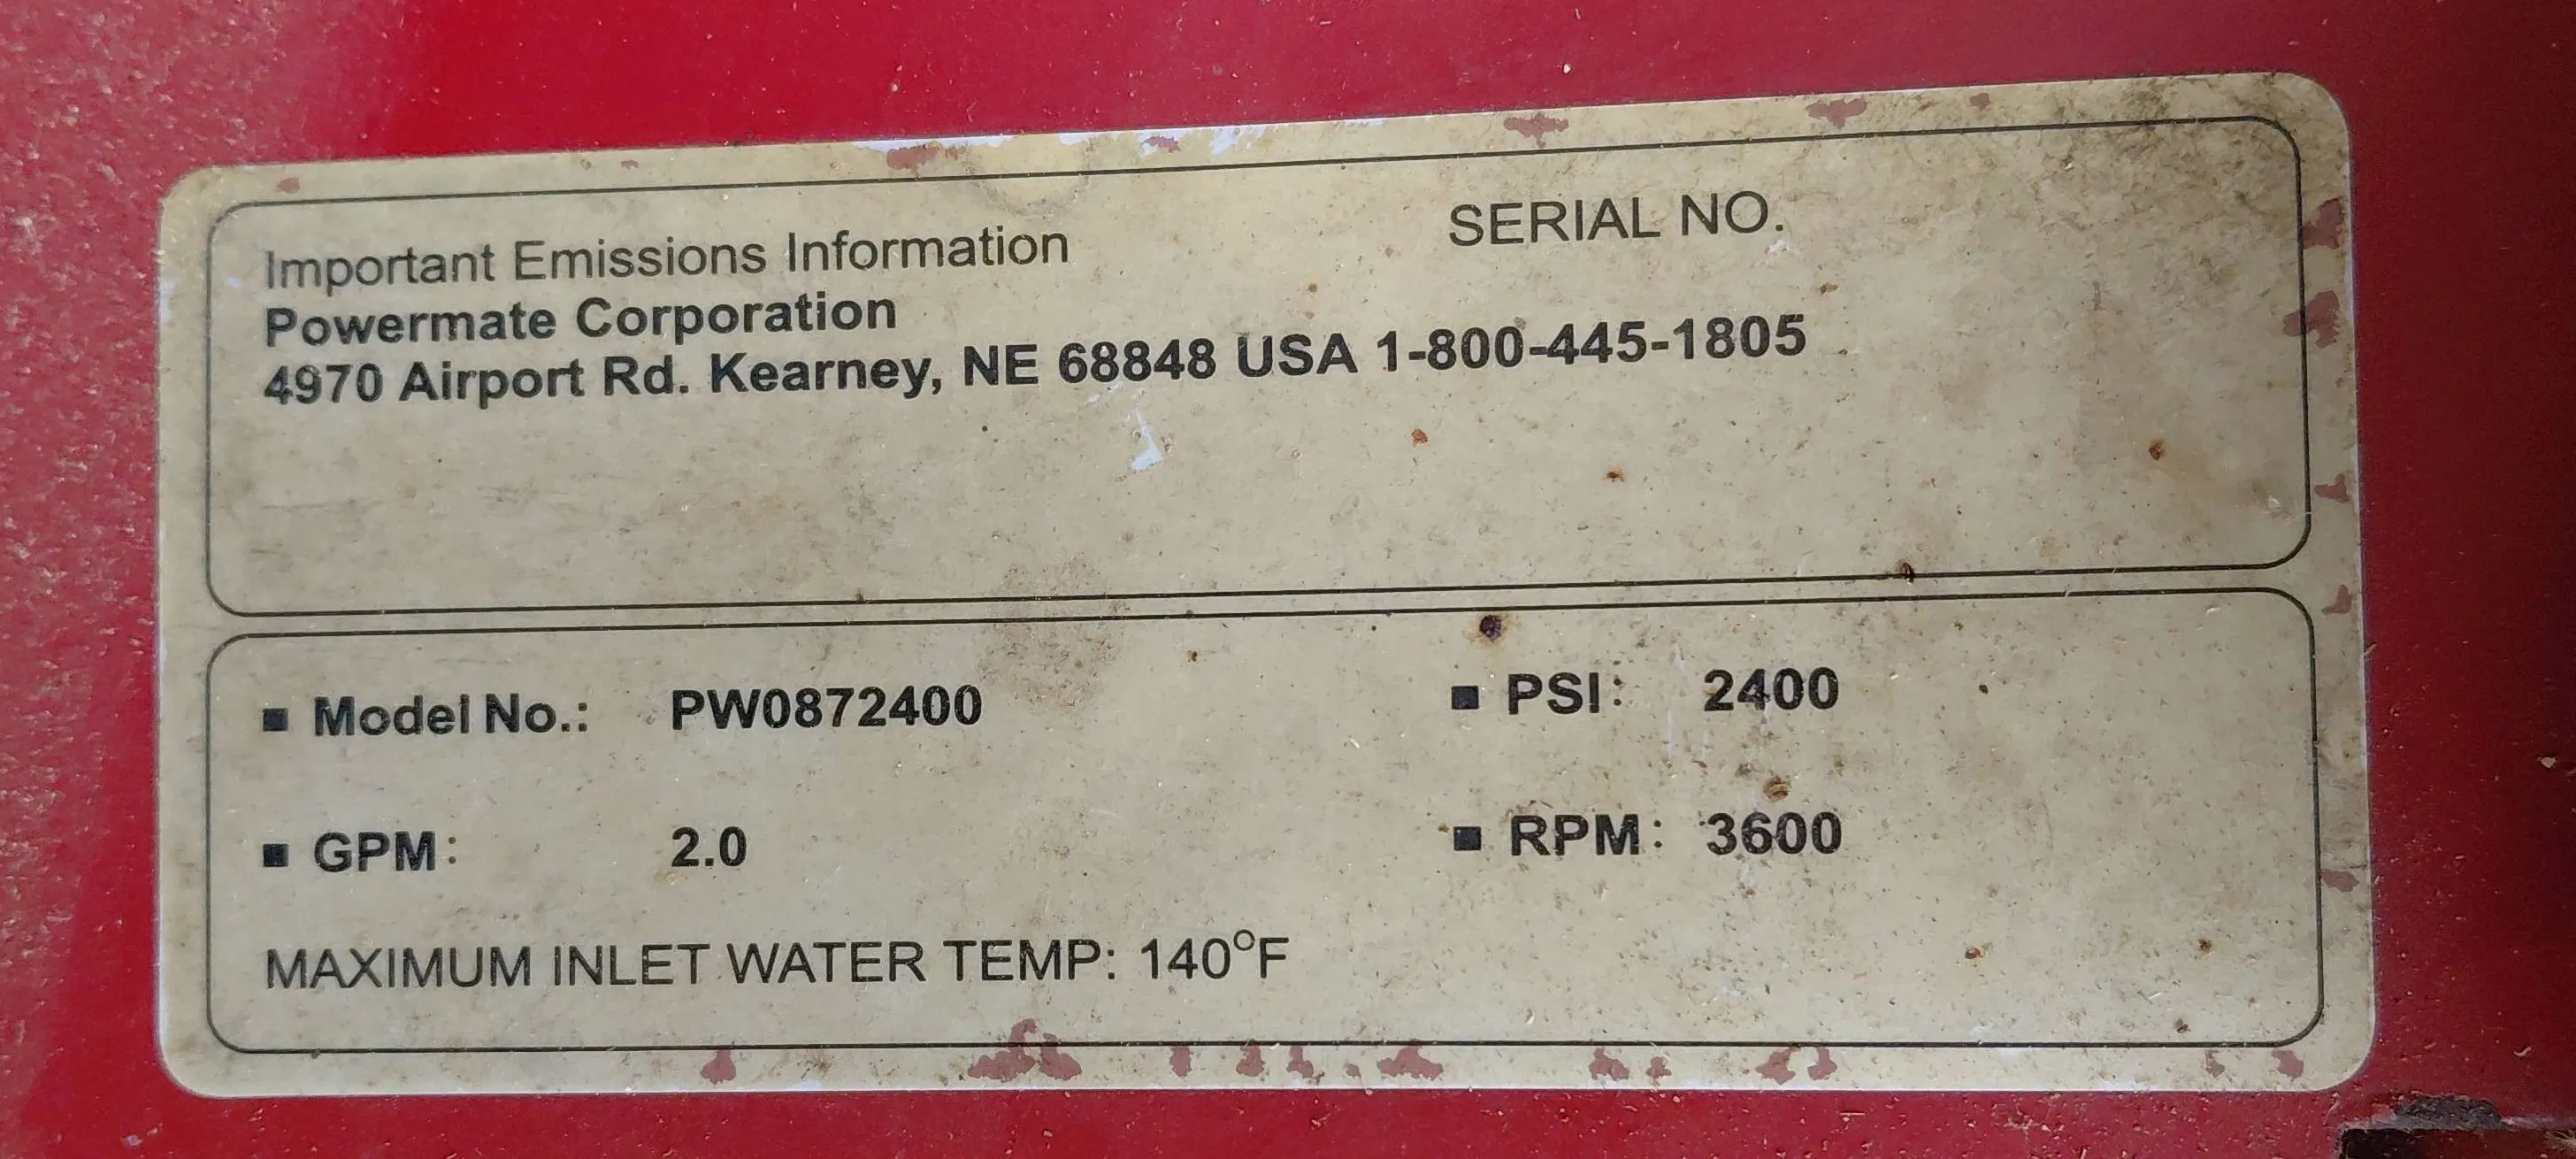 Important Emissions Information
SERIAL NO.
Powermate Corporation
4970 Airport Rd. Kearney, NE 68848 USA 1-800-445-1805
▪ Model No.: PW0872400
▪ PSI: 2400
▪ GPM: 2.0
▪ RPM: 3600
MAXIMUM INLET WATER TEMP: 140°F